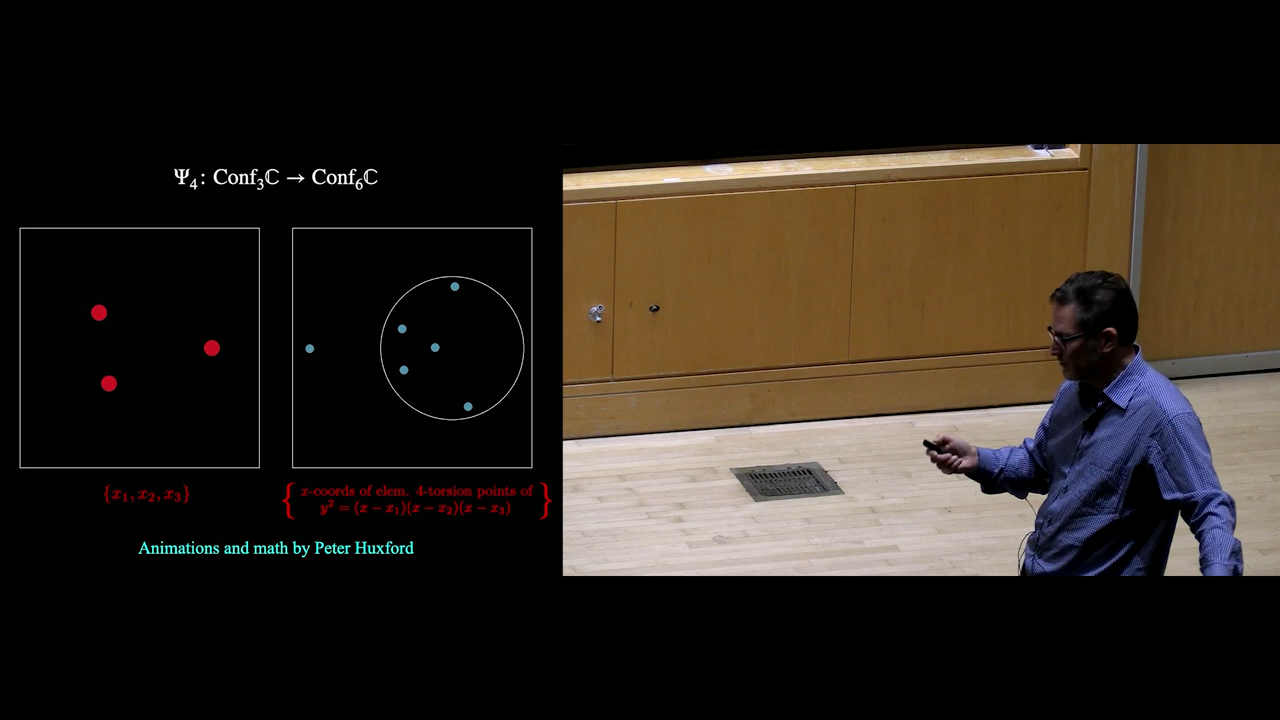 Ψ₄: Conf₃ℂ → Conf₆ℂ
{x₁, x₂, x₃}
{ x-coords of elem. 4-torsion points of
y² = (x − x₁)(x − x₂)(x − x₃) }
Animations and math by Peter Huxford